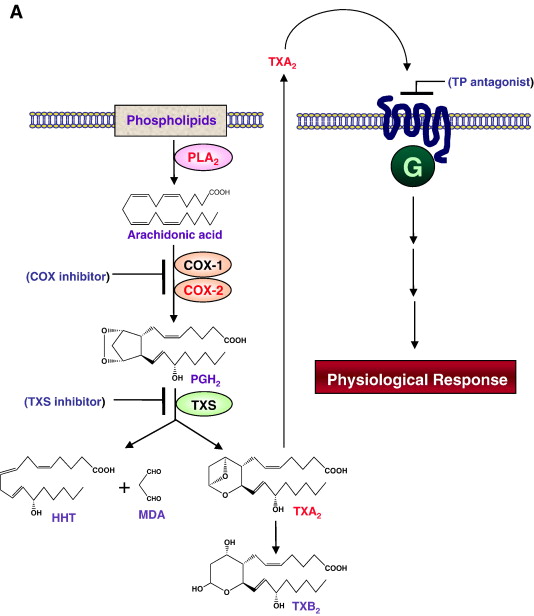 A
TXA2
(TP antagonist)
Phospholipids
PLA2
G
COOH
Arachidonic acid
COX-1
(COX inhibitor)
COX-2
O
O
COOH
OH
PGH2
Physiological Response
(TXS inhibitor)
TXS
COOH
OH
HHT
+
CHO
CHO
MDA
O
O
COOH
OH
TXA2
OH
COOH
HO
O
OH
TXB2